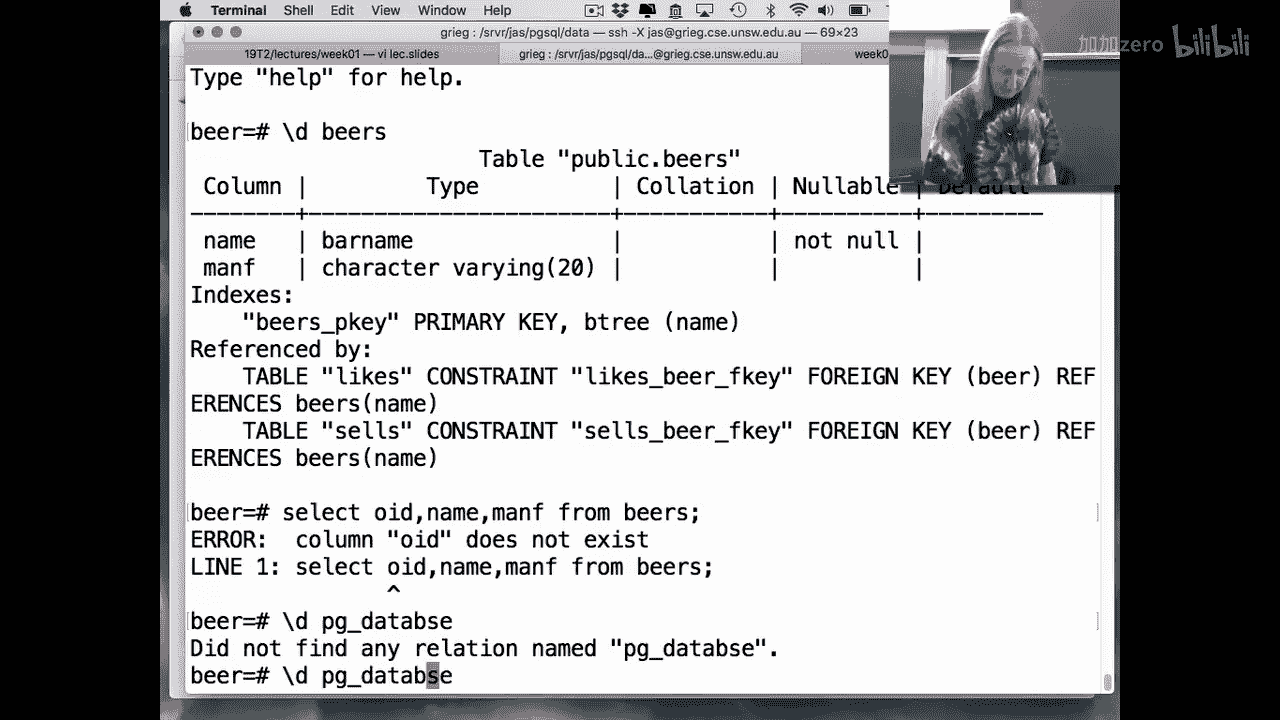 Terminal Shell Edit View Window Help
加加zero bilibili
grieg : /srvr/jas/pgsql/data — ssh -X jas@grieg.cse.unsw.edu.au — 69×23
19T2/lectures/week01 — vi lec.slides
grieg : /srvr/jas/pgsql/da...@grieg.cse.unsw.edu.au
week0
Type "help" for help.
beer=# \d beers
Table "public.beers"
Column | Type | Collation | Nullable | Default
--------+-----------------------+-----------+----------+---------
name | barname | | not null |
manf | character varying(20) | | |
Indexes:
"beers_pkey" PRIMARY KEY, btree (name)
Referenced by:
TABLE "likes" CONSTRAINT "likes_beer_fkey" FOREIGN KEY (beer) REF
ERENCES beers(name)
TABLE "sells" CONSTRAINT "sells_beer_fkey" FOREIGN KEY (beer) REF
ERENCES beers(name)
beer=# select oid,name,manf from beers;
ERROR:  column "oid" does not exist
LINE 1: select oid,name,manf from beers;
^
beer=# \d pg_databse
Did not find any relation named "pg_databse".
beer=# \d pg_databse